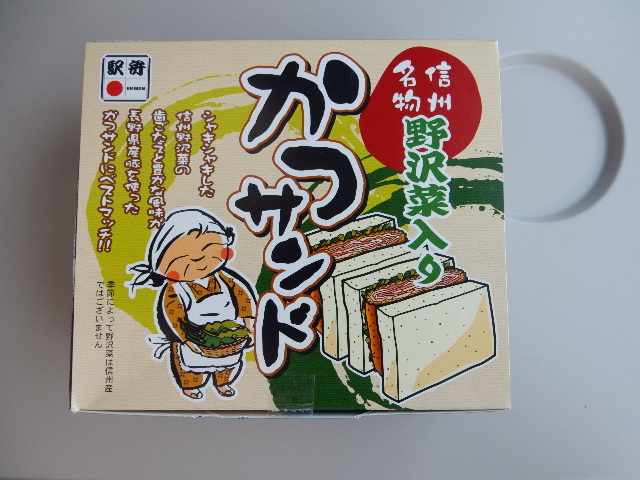 信州
名物
野沢菜入り
かつサンド
シャキシャキした
信州野沢菜の
歯ごたえと豊かな風味が
長野県産豚を使った
かつサンドにベストマッチ!!
駅弁
EKIBEN
季節によって野沢菜は信州産
ではございません